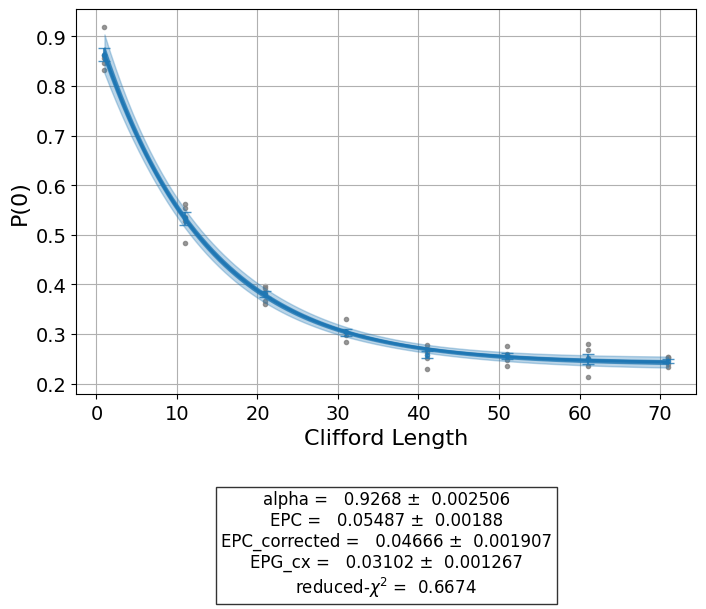 0.9
0.8
0.7
0.6
0.5
0.4
0.3
0.2
P(0)
0 10 20 30 40 50 60 70
Clifford Length
alpha = 0.9268 ± 0.002506
EPC = 0.05487 ± 0.00188
EPC_corrected = 0.04666 ± 0.001907
EPG_cx = 0.03102 ± 0.001267
reduced-χ² = 0.6674